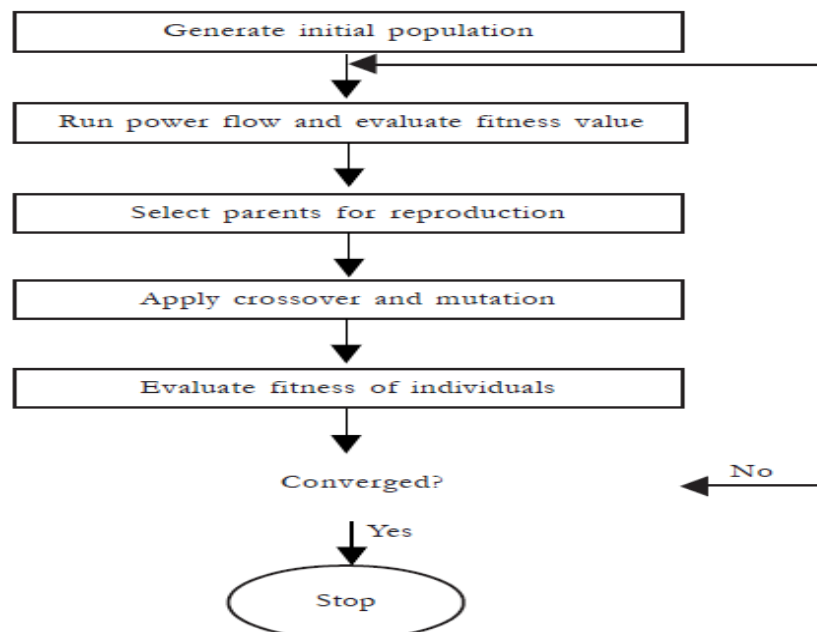 Generate initial population
Run power flow and evaluate fitness value
Select parents for reproduction
Apply crossover and mutation
Evaluate fitness of individuals
Converged?
No
Yes
Stop